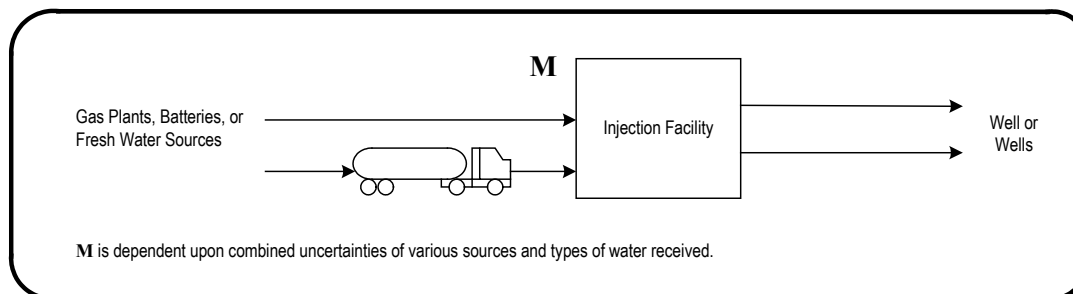 M
Gas Plants, Batteries, or
Fresh Water Sources
Injection Facility
Well or
Wells
M is dependent upon combined uncertainties of various sources and types of water received.